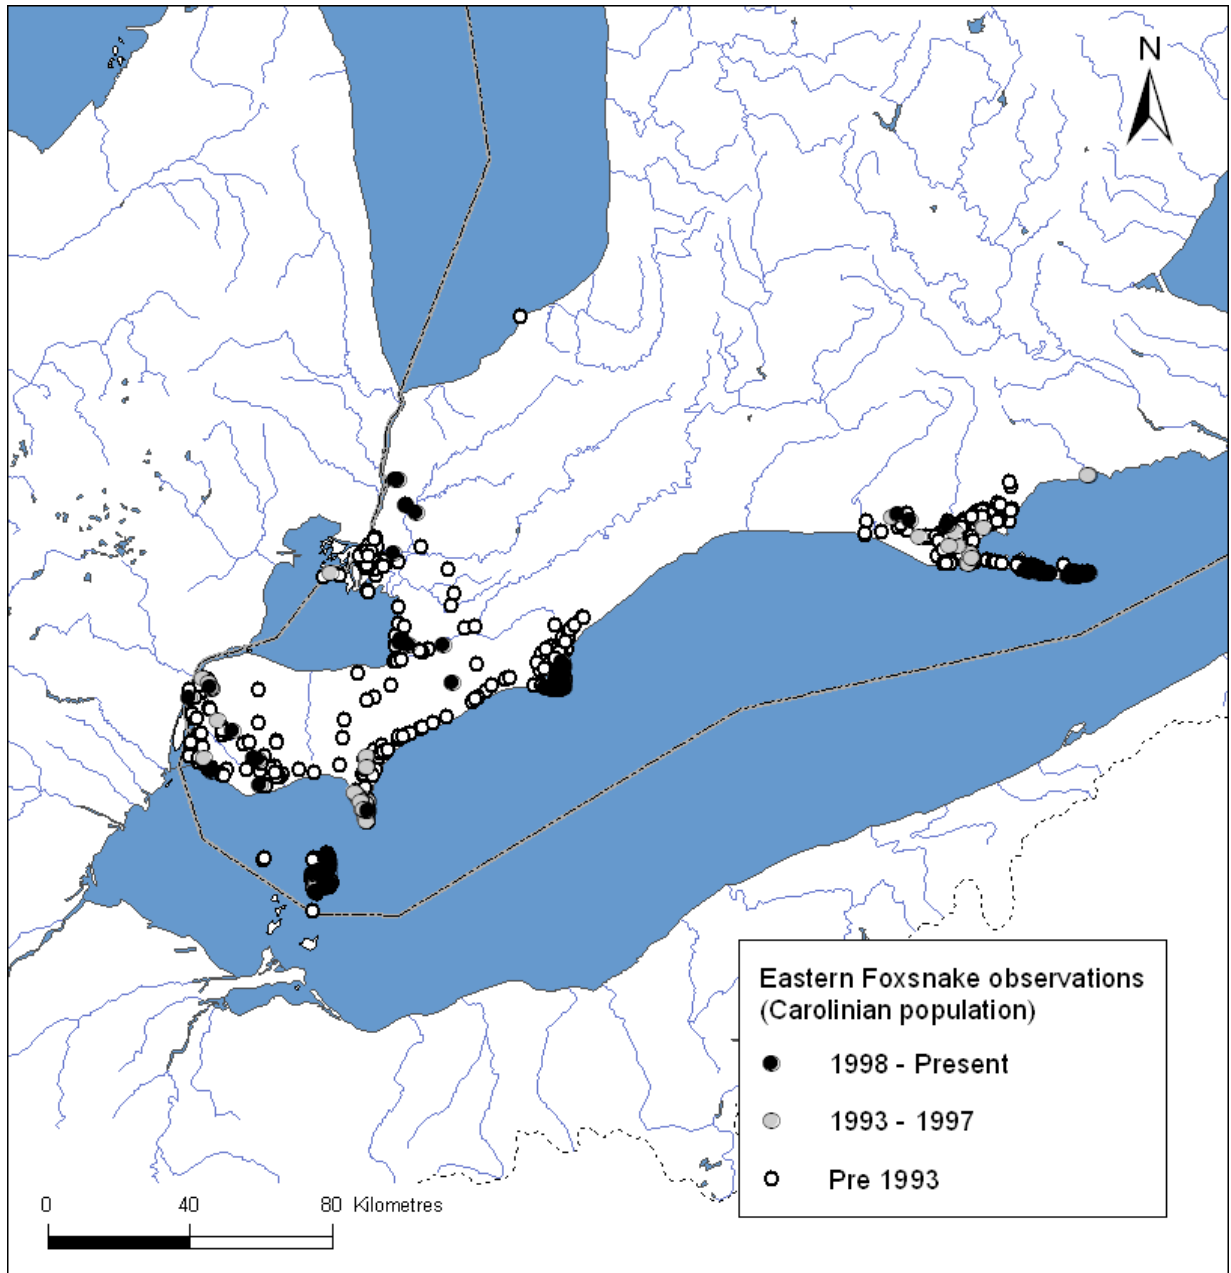 N
Eastern Foxsnake observations
(Carolinian population)
1998 - Present
1993 - 1997
Pre 1993
0 40 80 Kilometres